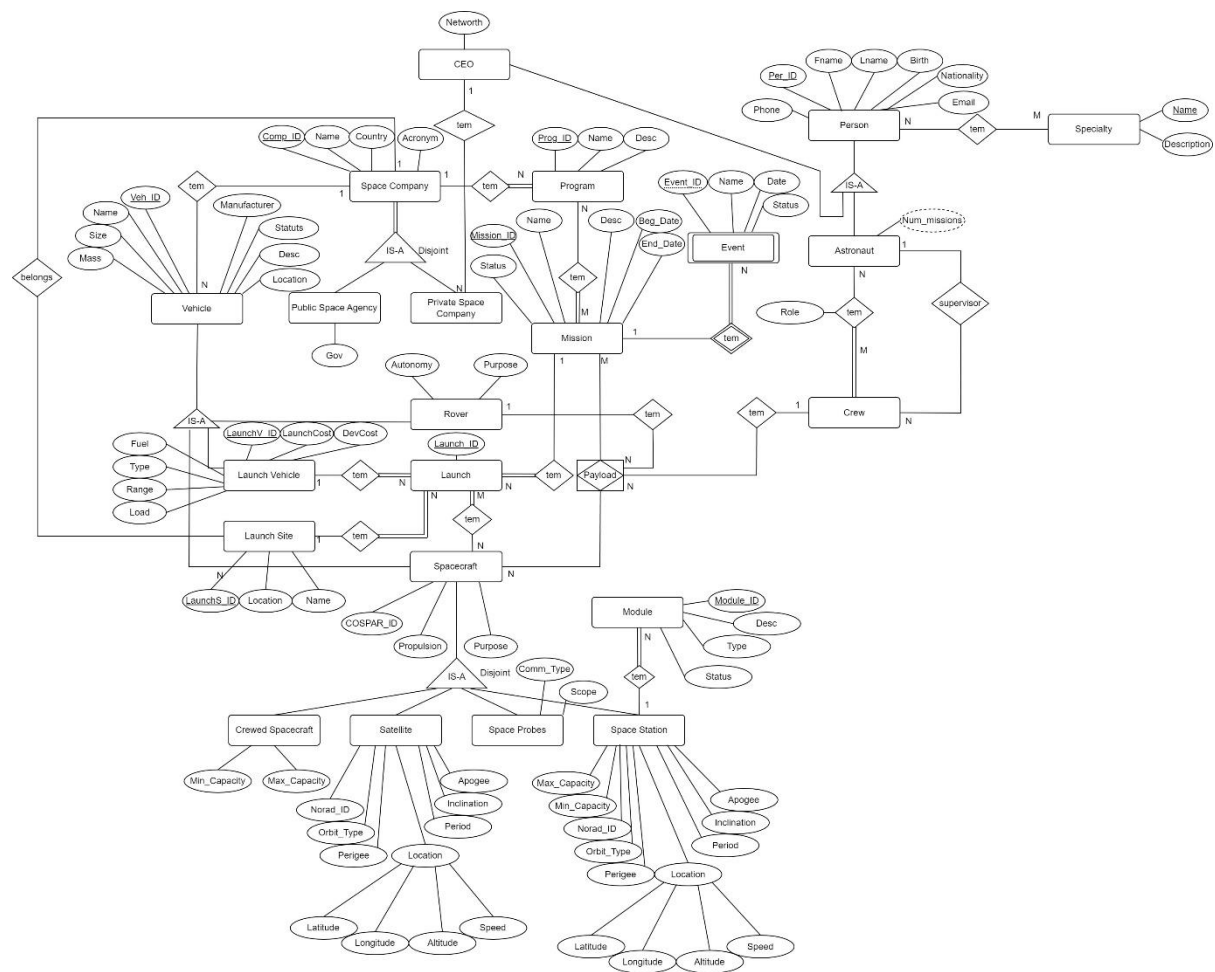 Networth
CEO
1
tem
Fname
Lname
Birth
Per_ID
Nationality
Phone
Email
Person
N
tem
M
Specialty
Name
Description
IS-A
Comp_ID
Name
Country
Acronym
1
tem
Space Company
1
1
tem
N
Prog_ID
Name
Desc
Program
N
Event_ID
Name
Date
Status
Event
N
Num_missions
Astronaut
1
N
Veh_ID
Manufacturer
Name
Size
Mass
Statuts
Desc
Location
N
Vehicle
belongs
IS-A
Disjoint
Public Space Agency
N
Private Space
Company
Gov
Name
Desc
Beg_Date
Mission_ID
End_Date
Status
tem
M
Mission
1
M
1
tem
Role
tem
supervisor
M
Crew
1
N
Autonomy
Purpose
Rover
1
tem
tem
IS-A
Fuel
Type
Range
Load
LaunchV_ID
LaunchCost
DevCost
Launch Vehicle
1
tem
N
Launch_ID
Launch
N
M
N
tem
Payload
N
N
Launch Site
1
tem
N
LaunchS_ID
Location
Name
tem
N
Spacecraft
N
COSPAR_ID
Propulsion
Purpose
IS-A
Disjoint
Module
Module_ID
Desc
Type
Status
N
tem
1
Comm_Type
Scope
Crewed Spacecraft
Satellite
Space Probes
Space Station
Min_Capacity
Max_Capacity
Norad_ID
Orbit_Type
Perigee
Apogee
Inclination
Period
Location
Latitude
Longitude
Altitude
Speed
Max_Capacity
Min_Capacity
Norad_ID
Orbit_Type
Perigee
Apogee
Inclination
Period
Location
Latitude
Longitude
Altitude
Speed